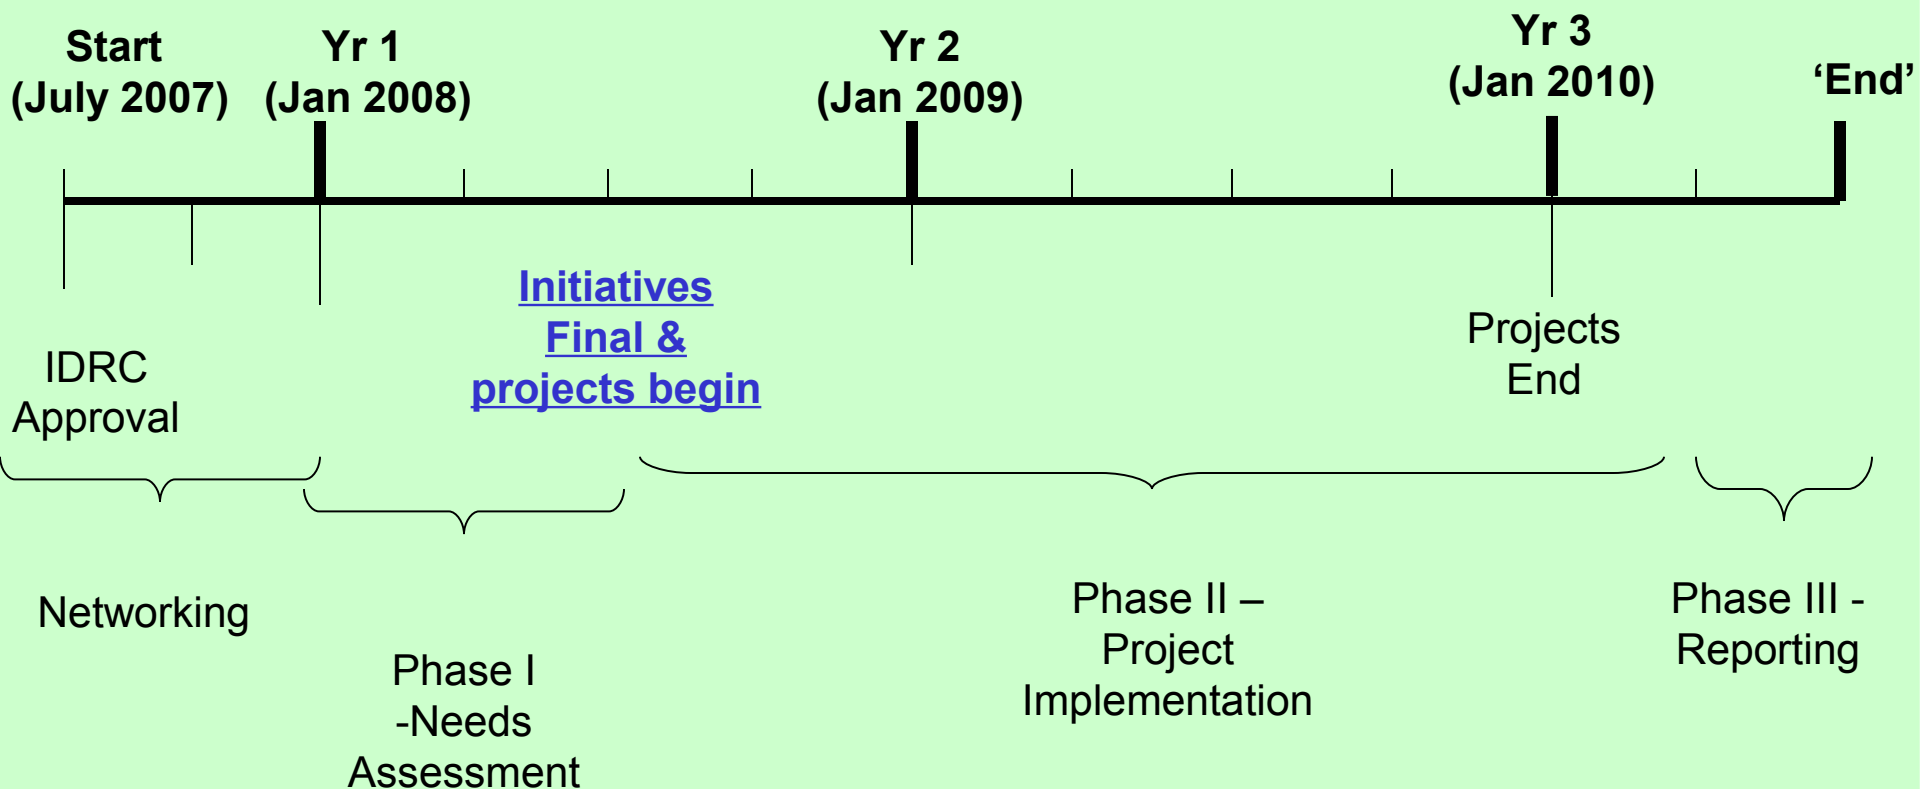 Start
(July 2007)
Yr 1
(Jan 2008)
Yr 2
(Jan 2009)
Yr 3
(Jan 2010)
‘End’
IDRC
Approval
Initiatives
Final &
projects begin
Projects
End
Networking
Phase I
-Needs
Assessment
Phase II –
Project
Implementation
Phase III -
Reporting